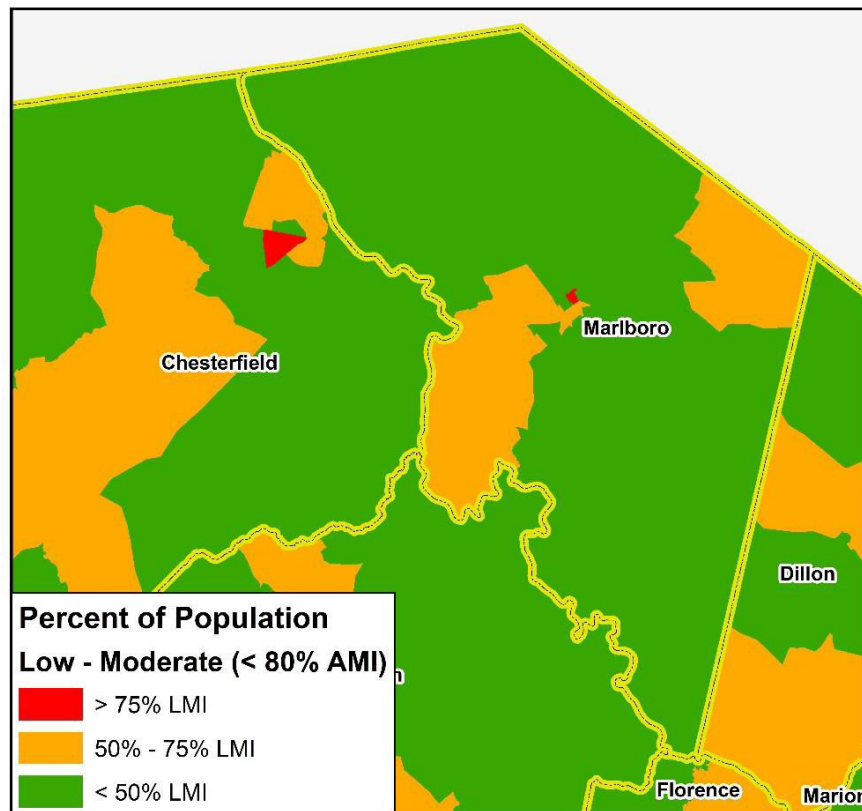 Marlboro
Chesterfield
Dillon
Percent of Population
Low - Moderate (< 80% AMI)
> 75% LMI
50% - 75% LMI
< 50% LMI
Florence
Marion